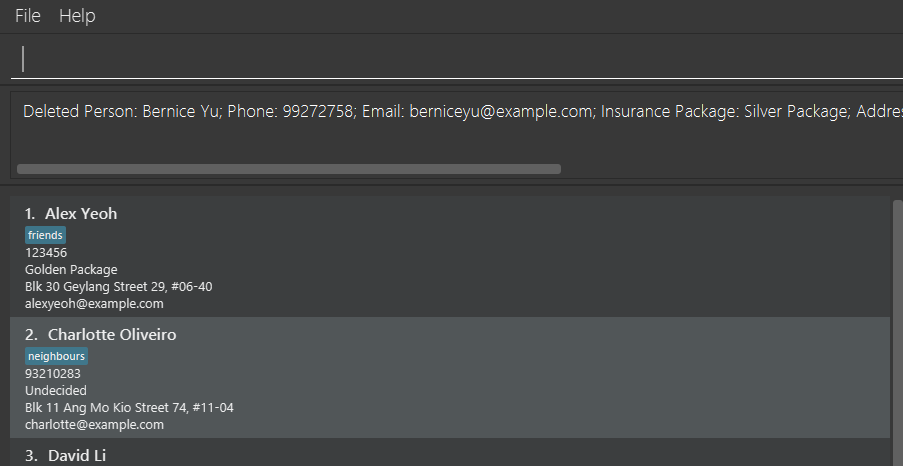 File Help
Deleted Person: Bernice Yu; Phone: 99272758; Email: berniceyu@example.com; Insurance Package: Silver Package; Addre
1. Alex Yeoh
friends
123456
Golden Package
Blk 30 Geylang Street 29, #06-40
alexyeoh@example.com
2. Charlotte Oliveiro
neighbours
93210283
Undecided
Blk 11 Ang Mo Kio Street 74, #11-04
charlotte@example.com
3. David Li